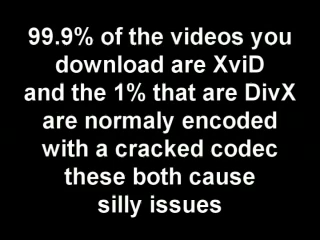 99.9% of the videos you
download are XviD
and the 1% that are DivX
are normaly encoded
with a cracked codec
these both cause
silly issues